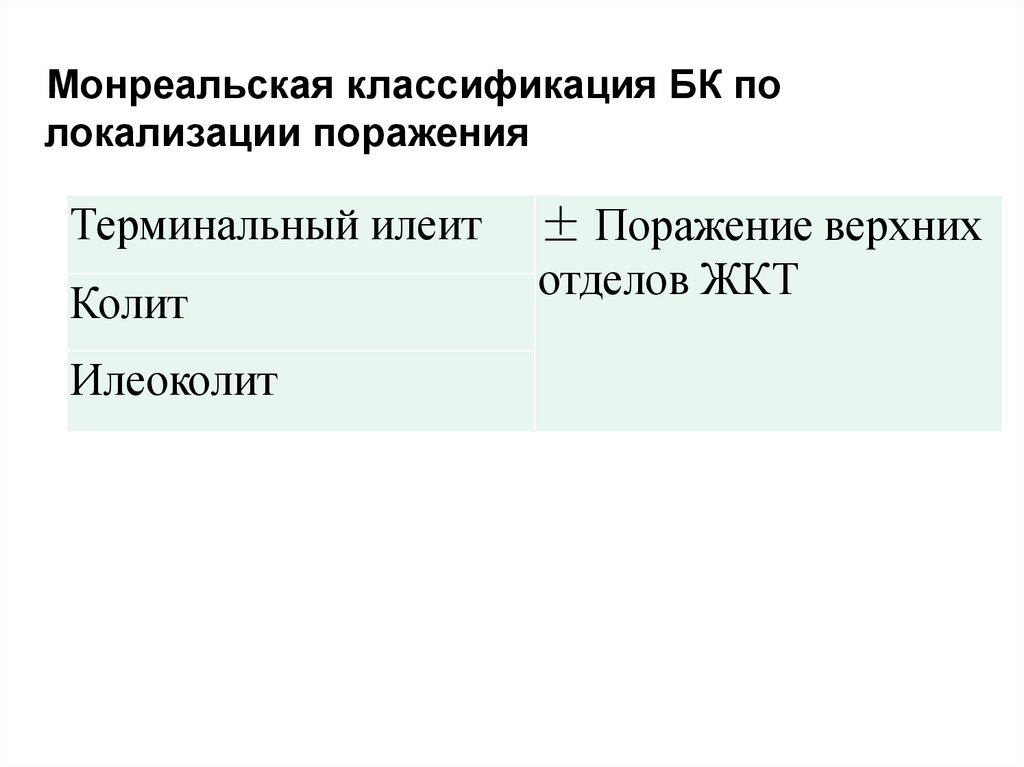 Монреальская классификация БК по
локализации поражения
Терминальный илеит
Колит
Илеоколит
± Поражение верхних
отделов ЖКТ